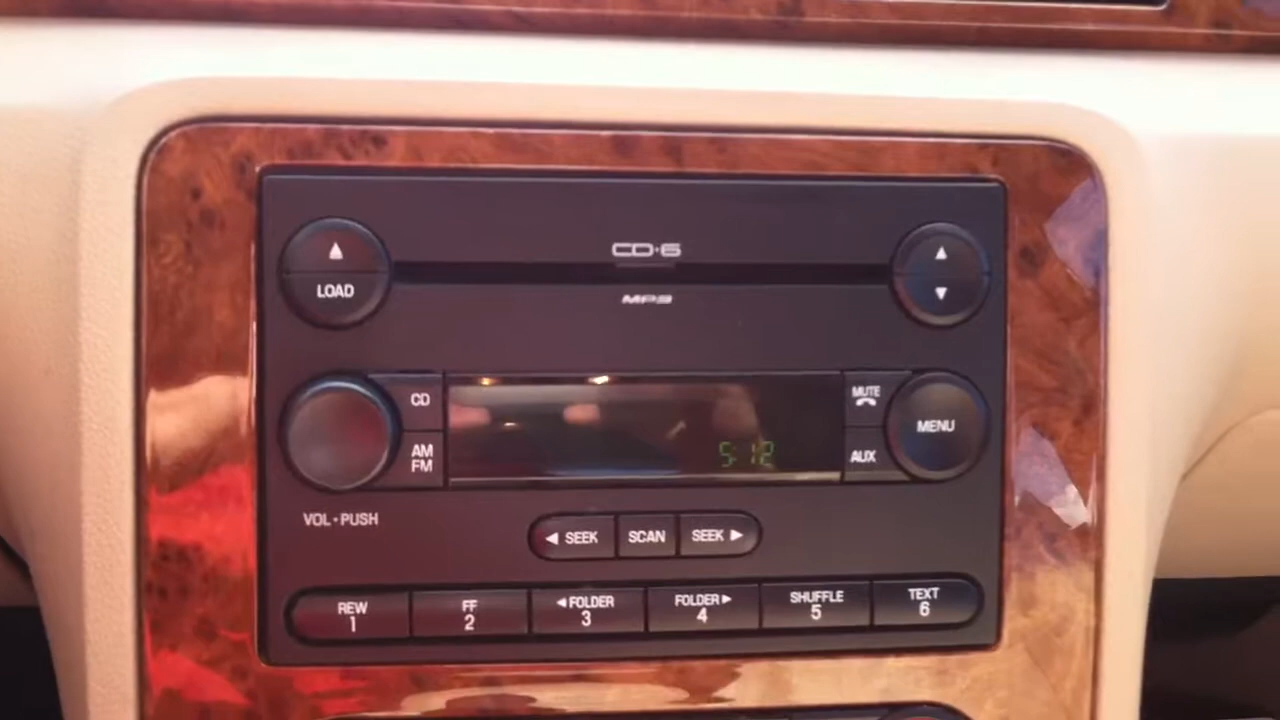 CD·6
LOAD
MP3
CD
MUTE
MENU
AM
FM
5:12
AUX
VOL • PUSH
◀ SEEK
SCAN
SEEK ▶
REW
1
FF
2
◀FOLDER
3
FOLDER▶
4
SHUFFLE
5
TEXT
6